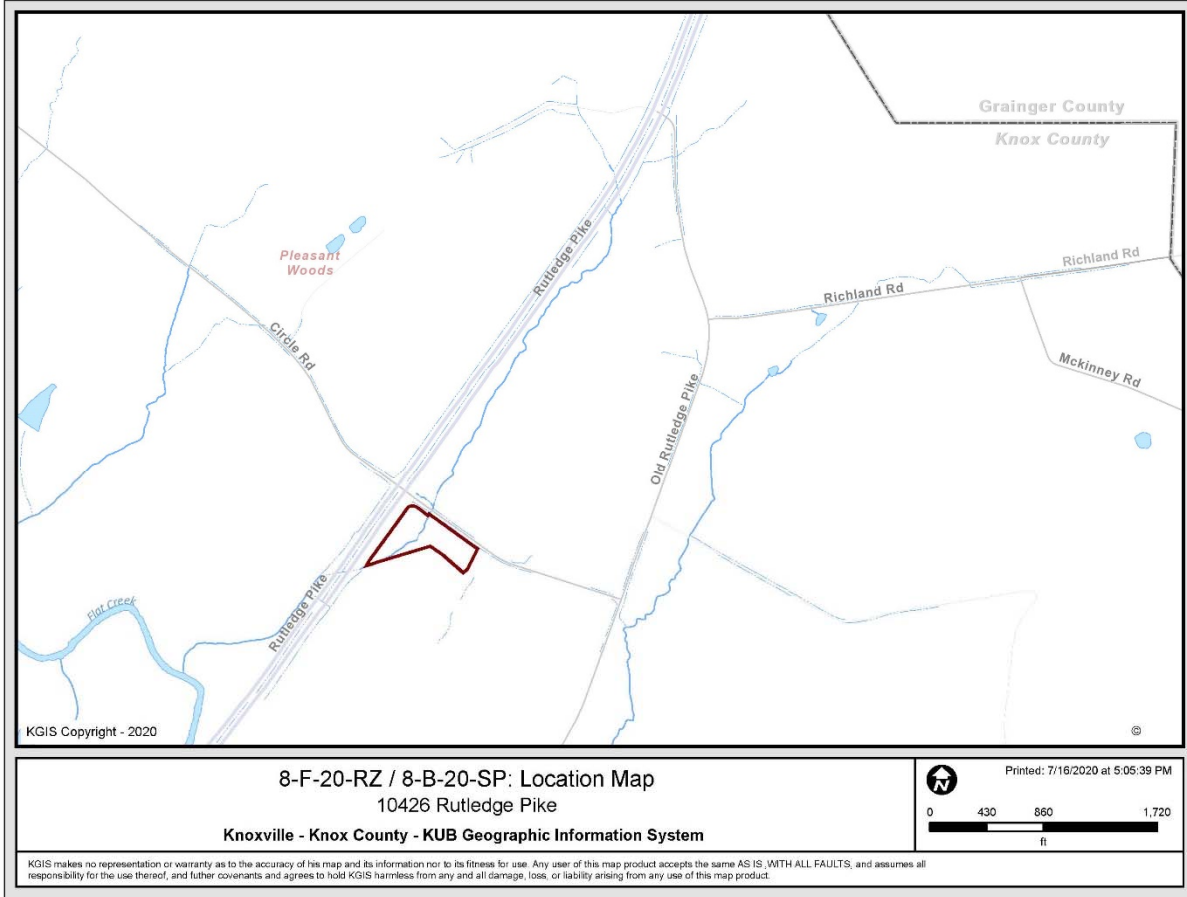 Grainger County
Knox County
Pleasant
Woods
Rutledge Pike
Richland Rd
Richland Rd
Circle Rd
Mckinney Rd
Old Rutledge Pike
Rutledge Pike
Flat Creek
KGIS Copyright - 2020
©
8-F-20-RZ / 8-B-20-SP: Location Map
10426 Rutledge Pike
Knoxville - Knox County - KUB Geographic Information System
N
Printed: 7/16/2020 at 5:05:39 PM
0 430 860 1,720
ft
KGIS makes no representation or warranty as to the accuracy of his map and its information nor to its fitness for use. Any user of this map product accepts the same AS IS ,WITH ALL FAULTS, and assumes all
responsibility for the use thereof, and futher covenants and agrees to hold KGIS harmless from any and all damage, loss, or liability arising from any use of this map product.